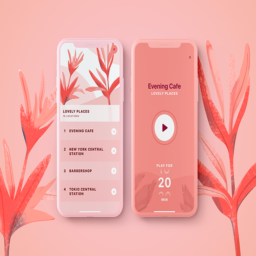 LOVELY PLACES
1 EVENING CAFE
2 NEW YORK CENTRAL
STATION
3 BARBERSHOP
4 TOKIO CENTRAL
STATION
Evening Cafe
LOVELY PLACES
PLAY FOR
20
MIN